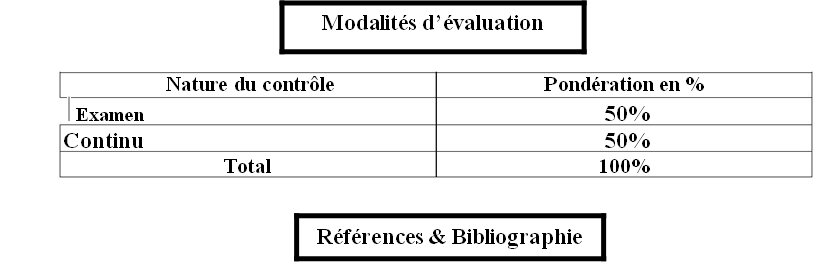 Modalités d’évaluation
Nature du contrôle Pondération en %
Examen 50%
Continu 50%
Total 100%
Références & Bibliographie